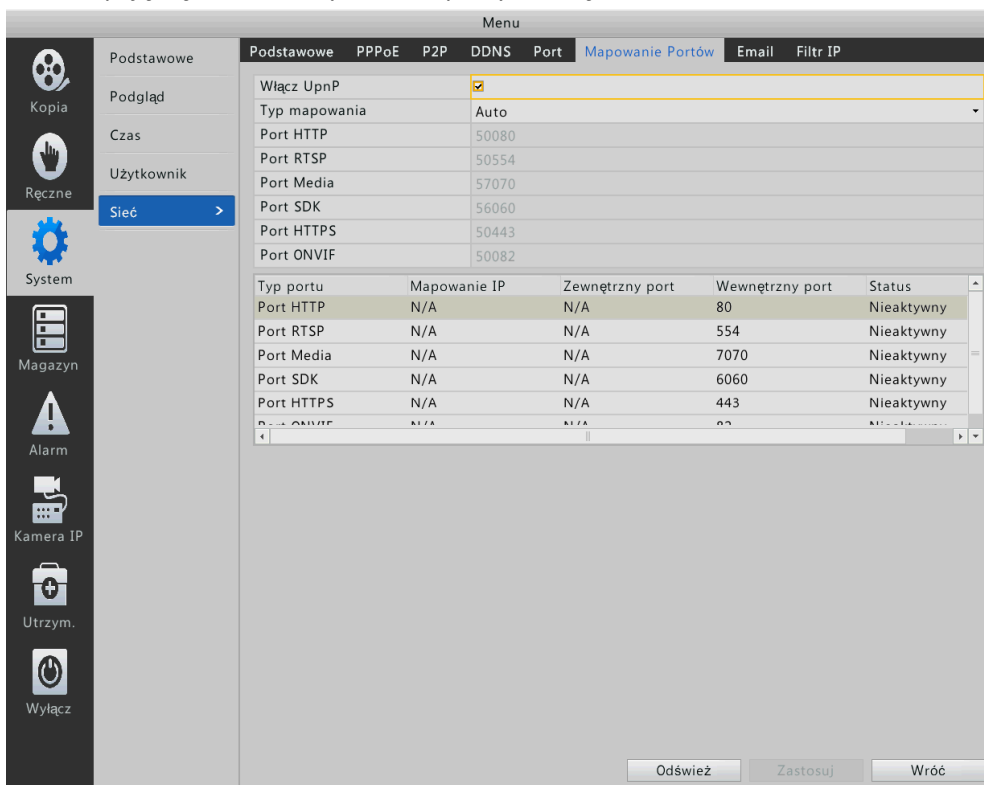 Menu
Kopia
Ręczne
System
Magazyn
Alarm
Kamera IP
Utrzym.
Wyłącz
Podstawowe
Podgląd
Czas
Użytkownik
Sieć >
Podstawowe PPPoE P2P DDNS Port Mapowanie Portów Email Filtr IP
Włącz UpnP
Typ mapowania Auto
Port HTTP 50080
Port RTSP 50554
Port Media 57070
Port SDK 56060
Port HTTPS 50443
Port ONVIF 50082
Typ portu Mapowanie IP Zewnętrzny port Wewnętrzny port Status
Port HTTP N/A N/A 80 Nieaktywny
Port RTSP N/A N/A 554 Nieaktywny
Port Media N/A N/A 7070 Nieaktywny
Port SDK N/A N/A 6060 Nieaktywny
Port HTTPS N/A N/A 443 Nieaktywny
Port ONVIF N/A N/A 82 Nieaktywny
Odśwież Zastosuj Wróć